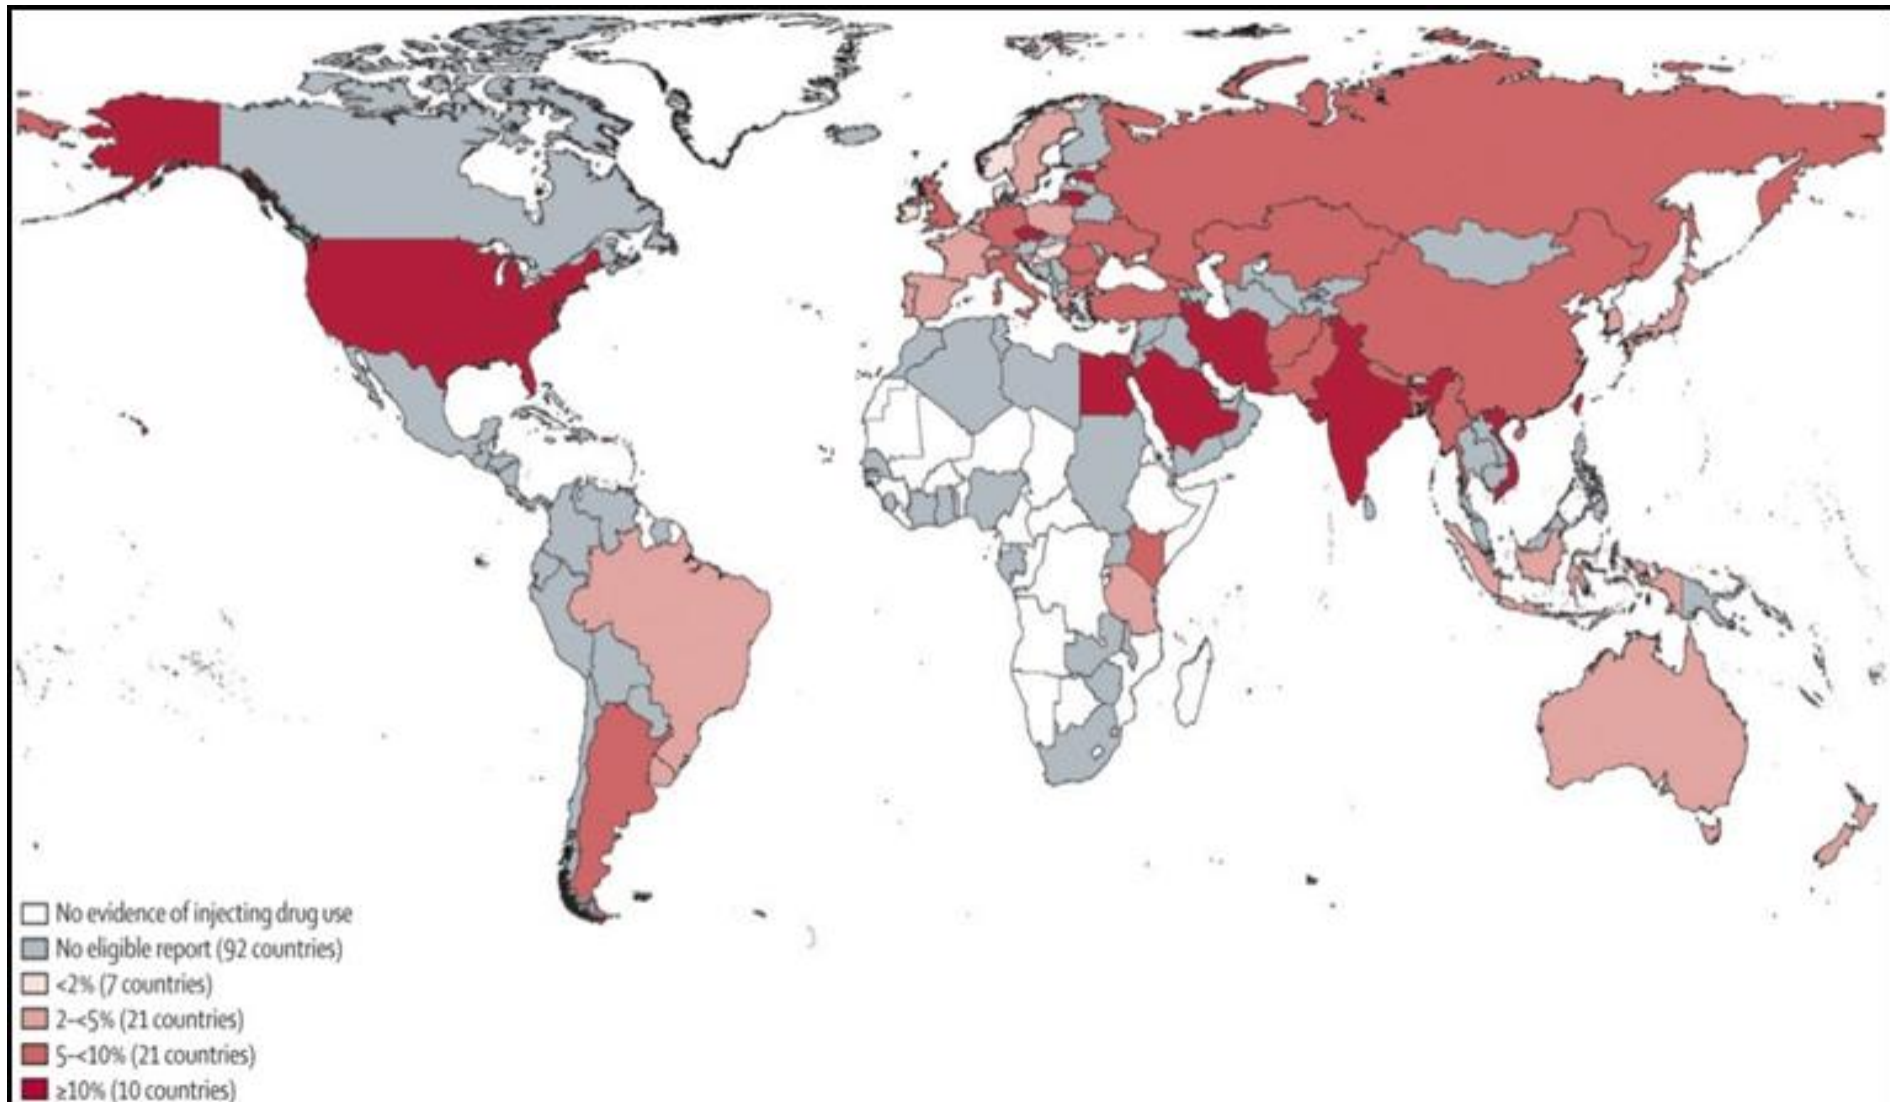 No evidence of injecting drug use
No eligible report (92 countries)
<2% (7 countries)
2–<5% (21 countries)
5–<10% (21 countries)
≥10% (10 countries)